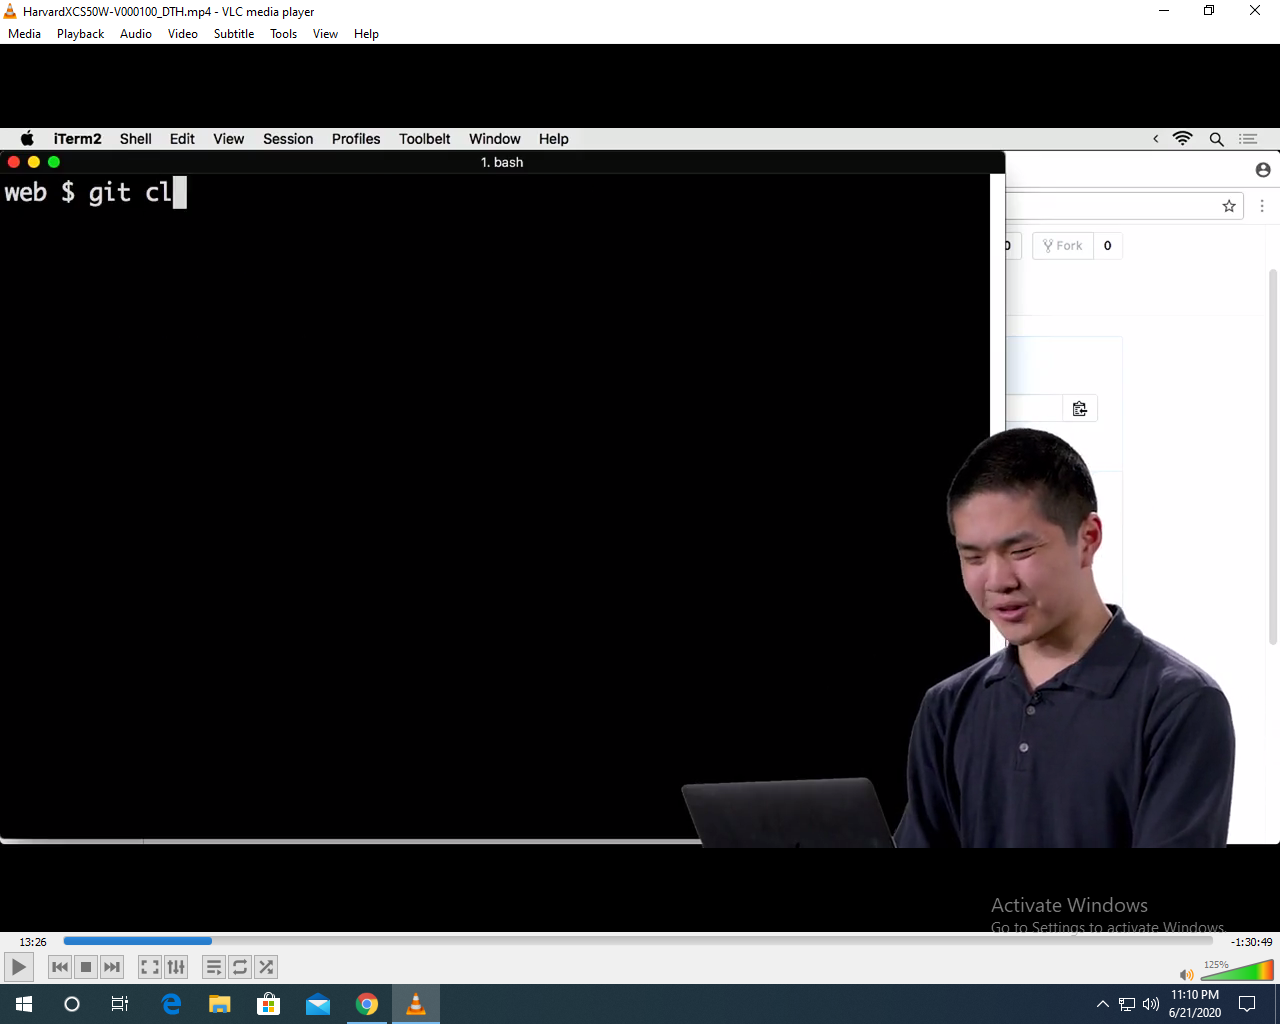 HarvardXCS50W-V000100_DTH.mp4 - VLC media player
Media Playback Audio Video Subtitle Tools View Help
iTerm2 Shell Edit View Session Profiles Toolbelt Window Help
1. bash
web $ git cl
Fork 0
Activate Windows
Go to Settings to activate Windows.
13:26
-1:30:49
125%
11:10 PM
6/21/2020